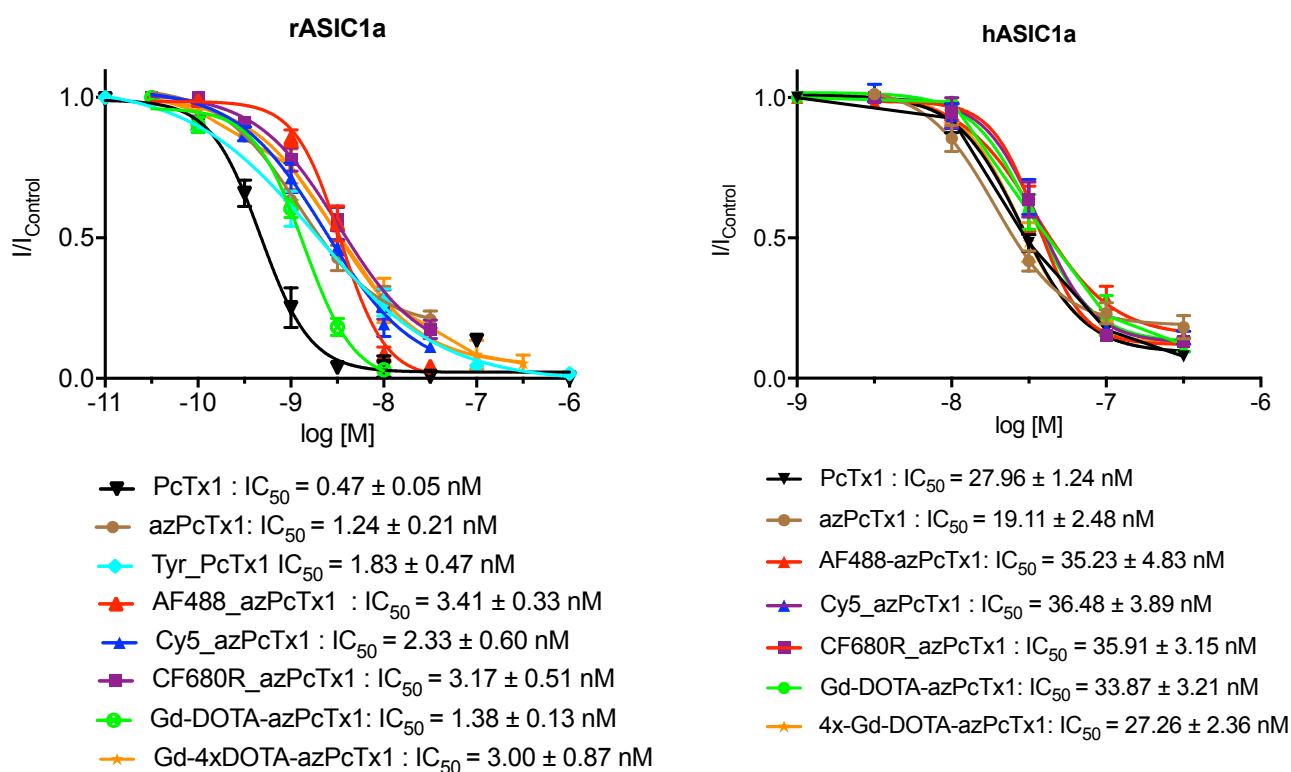 rASIC1a
1.0
0.5
0.0
I/IControl
-11 -10 -9 -8 -7 -6
log [M]
PcTx1 : IC50 = 0.47 ± 0.05 nM
azPcTx1: IC50 = 1.24 ± 0.21 nM
Tyr_PcTx1 IC50 = 1.83 ± 0.47 nM
AF488_azPcTx1 : IC50 = 3.41 ± 0.33 nM
Cy5_azPcTx1 : IC50 = 2.33 ± 0.60 nM
CF680R_azPcTx1 : IC50 = 3.17 ± 0.51 nM
Gd-DOTA-azPcTx1: IC50 = 1.38 ± 0.13 nM
Gd-4xDOTA-azPcTx1 : IC50 = 3.00 ± 0.87 nM
hASIC1a
1.0
0.5
0.0
I/IControl
-9 -8 -7 -6
log [M]
PcTx1 : IC50 = 27.96 ± 1.24 nM
azPcTx1 : IC50 = 19.11 ± 2.48 nM
AF488-azPcTx1: IC50 = 35.23 ± 4.83 nM
Cy5_azPcTx1 : IC50 = 36.48 ± 3.89 nM
CF680R_azPcTx1 : IC50 = 35.91 ± 3.15 nM
Gd-DOTA-azPcTx1: IC50 = 33.87 ± 3.21 nM
4x-Gd-DOTA-azPcTx1: IC50 = 27.26 ± 2.36 nM